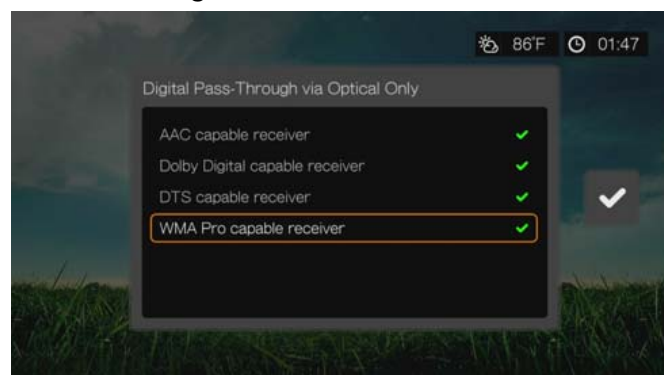 86°F 01:47
Digital Pass-Through via Optical Only
AAC capable receiver
Dolby Digital capable receiver
DTS capable receiver
WMA Pro capable receiver